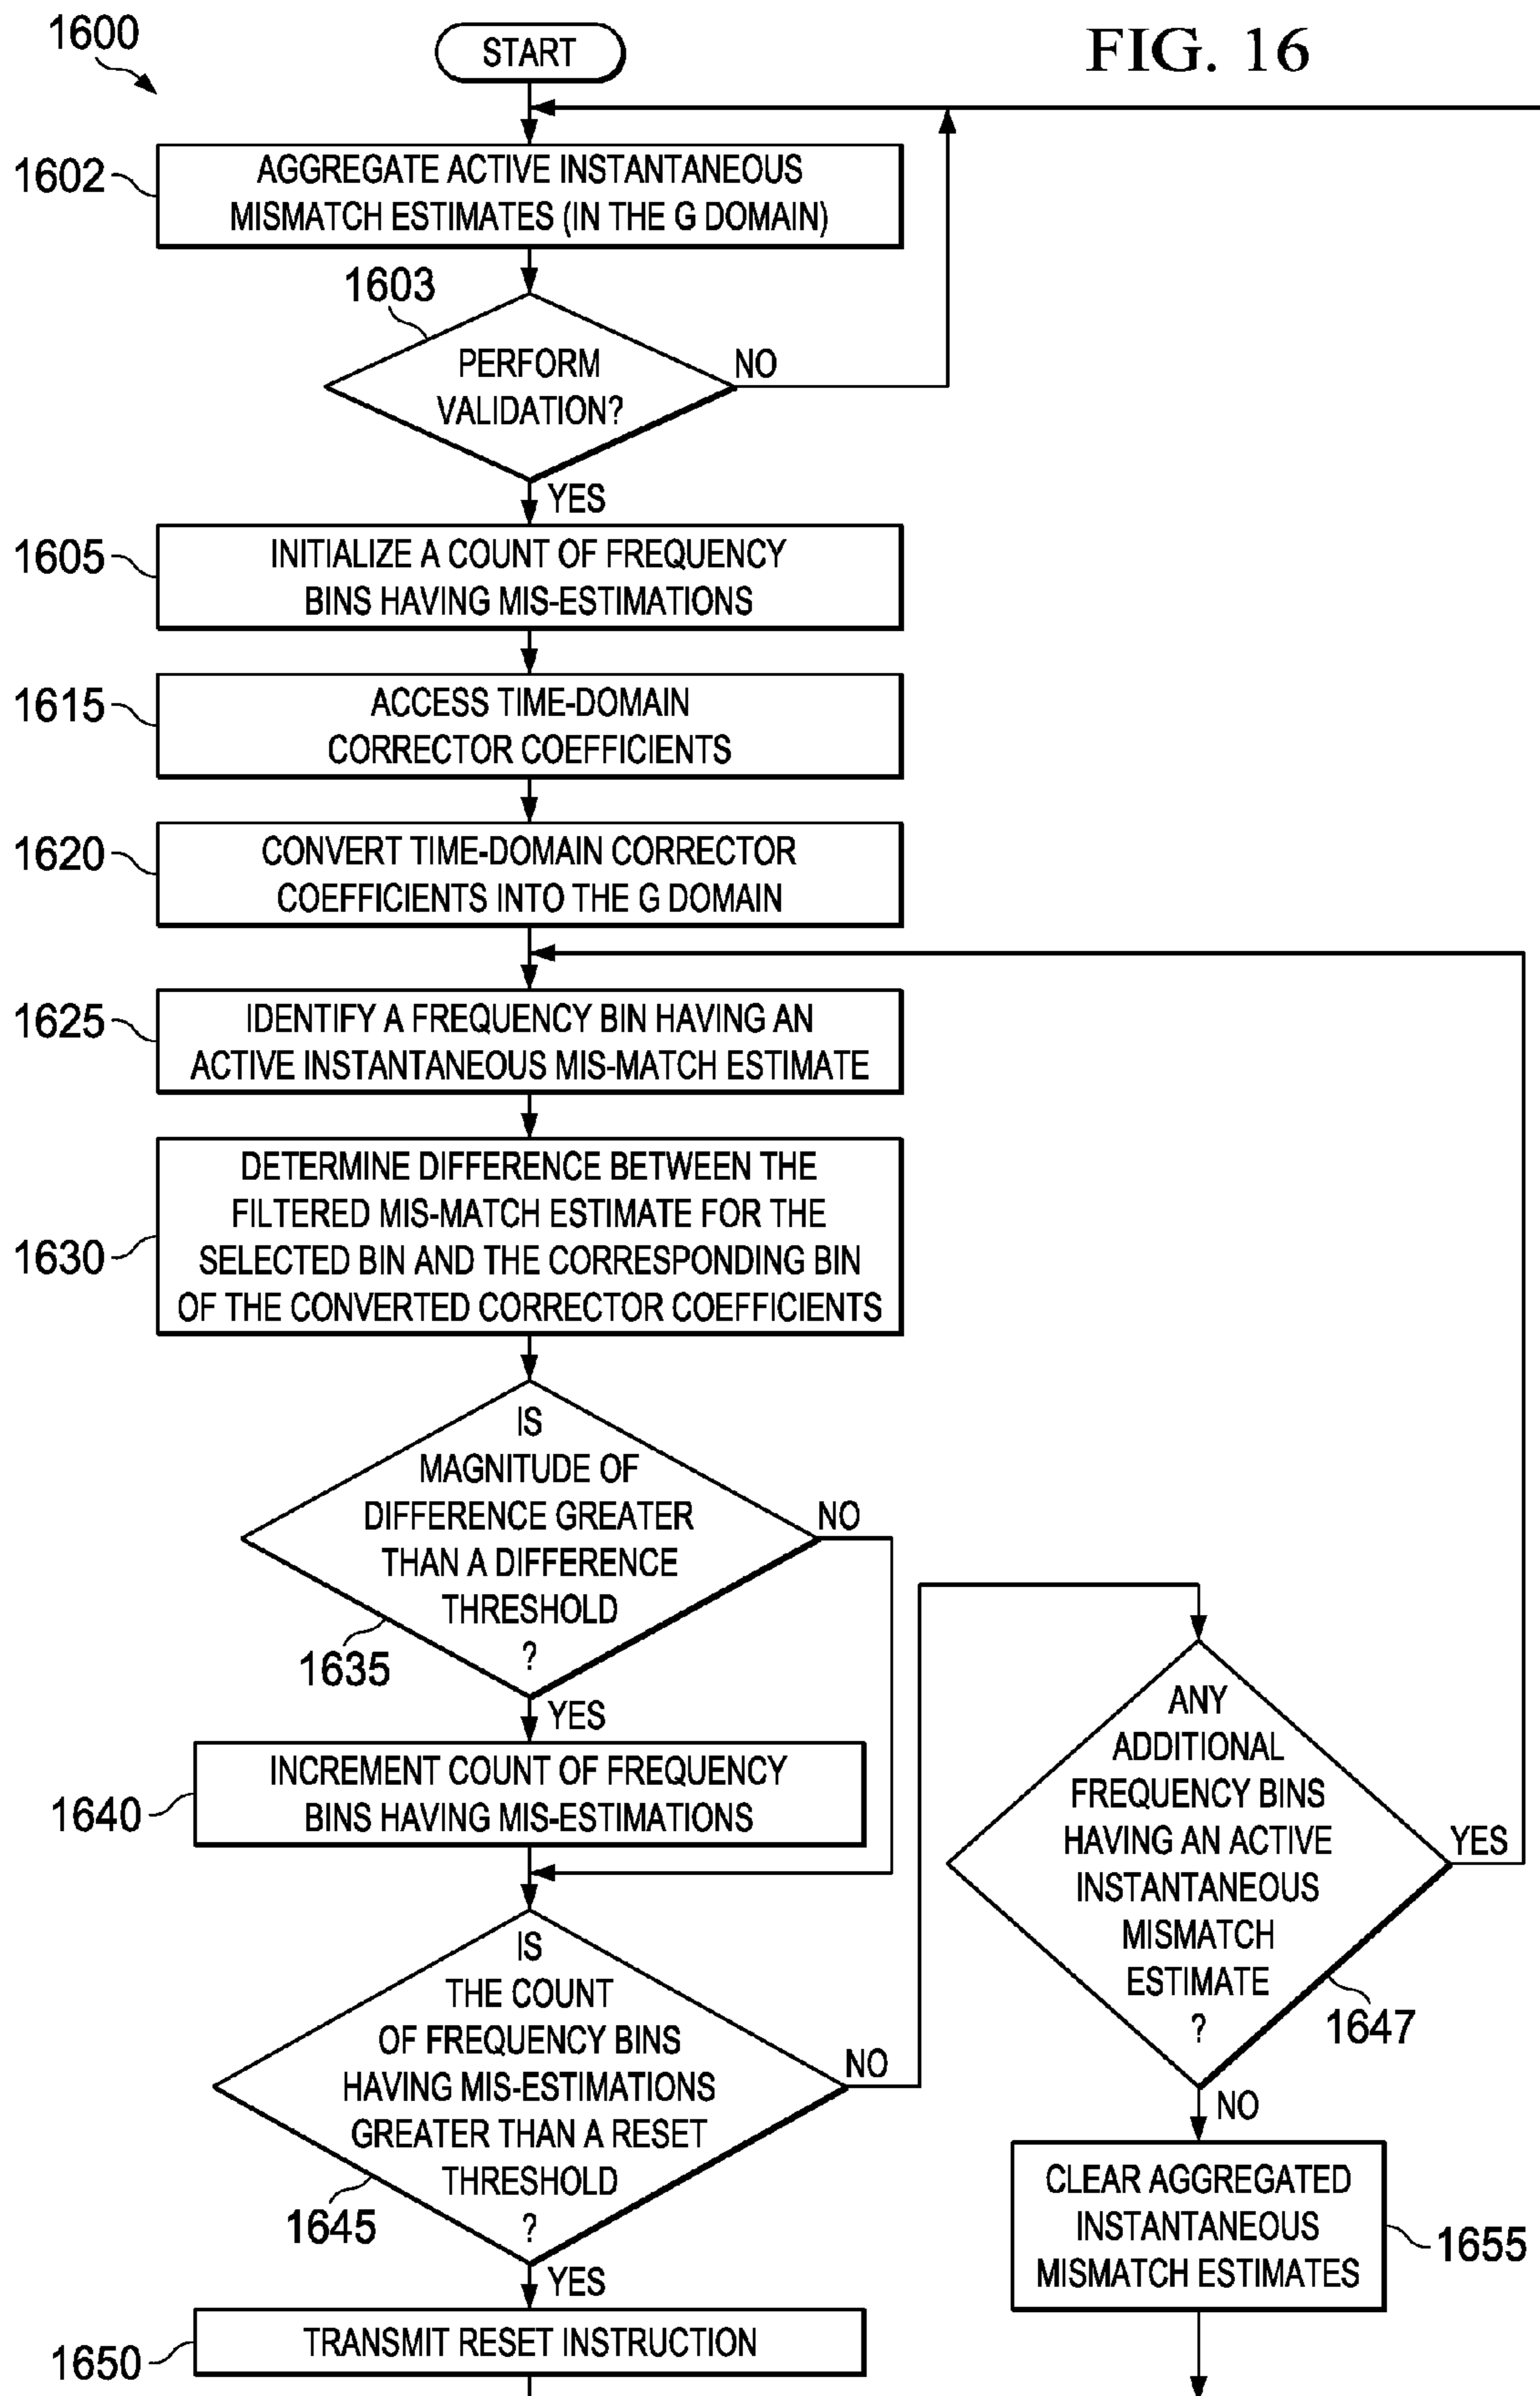 1600
START
FIG. 16
1602
AGGREGATE ACTIVE INSTANTANEOUS
MISMATCH ESTIMATES (IN THE G DOMAIN)
1603
PERFORM
VALIDATION?
NO
YES
1605
INITIALIZE A COUNT OF FREQUENCY
BINS HAVING MIS-ESTIMATIONS
1615
ACCESS TIME-DOMAIN
CORRECTOR COEFFICIENTS
1620
CONVERT TIME-DOMAIN CORRECTOR
COEFFICIENTS INTO THE G DOMAIN
1625
IDENTIFY A FREQUENCY BIN HAVING AN
ACTIVE INSTANTANEOUS MIS-MATCH ESTIMATE
1630
DETERMINE DIFFERENCE BETWEEN THE
FILTERED MIS-MATCH ESTIMATE FOR THE
SELECTED BIN AND THE CORRESPONDING BIN
OF THE CONVERTED CORRECTOR COEFFICIENTS
IS
MAGNITUDE OF
DIFFERENCE GREATER
THAN A DIFFERENCE
THRESHOLD
?
NO
1635
YES
1640
INCREMENT COUNT OF FREQUENCY
BINS HAVING MIS-ESTIMATIONS
IS
THE COUNT
OF FREQUENCY BINS
HAVING MIS-ESTIMATIONS
GREATER THAN A RESET
THRESHOLD
?
NO
1645
YES
1650
TRANSMIT RESET INSTRUCTION
ANY
ADDITIONAL
FREQUENCY BINS
HAVING AN ACTIVE
INSTANTANEOUS
MISMATCH
ESTIMATE
?
YES
1647
NO
CLEAR AGGREGATED
INSTANTANEOUS
MISMATCH ESTIMATES
1655